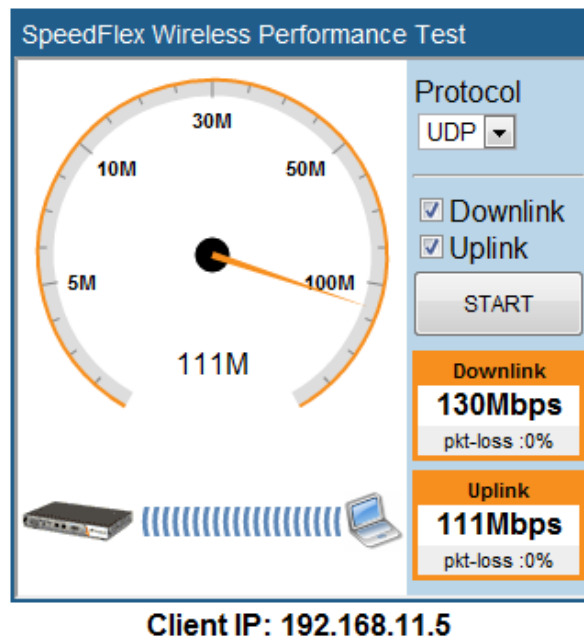 SpeedFlex Wireless Performance Test
30M
10M
50M
5M
100M
111M
Protocol
UDP
Downlink
Uplink
START
Downlink
130Mbps
pkt-loss :0%
Uplink
111Mbps
pkt-loss :0%
Client IP: 192.168.11.5